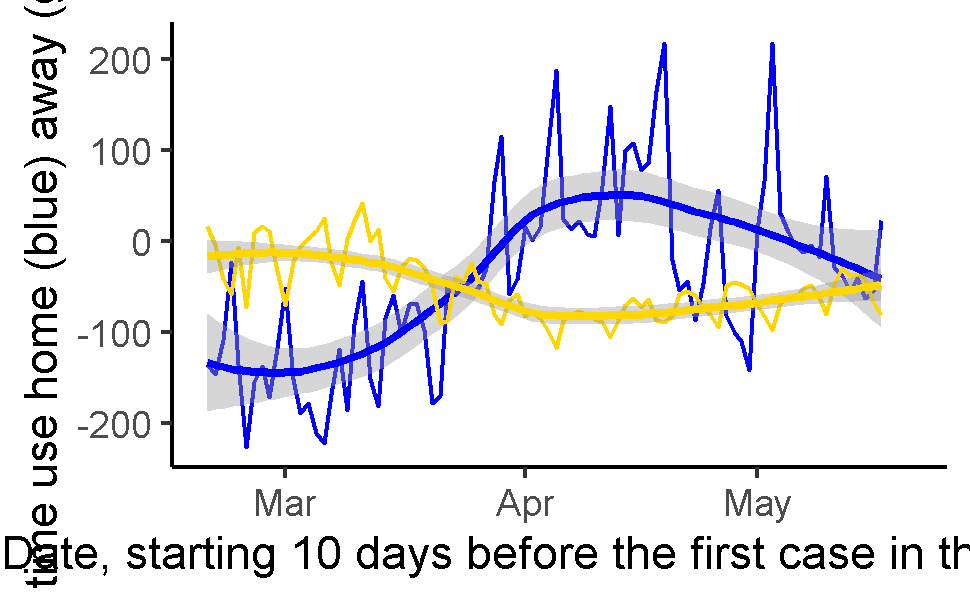 time use home (blue) away (
200
100
0
-100
-200
Mar Apr May
Date, starting 10 days before the first case in th